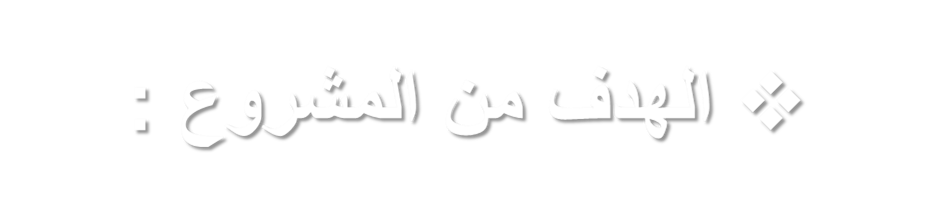 ❖ الهدف من المشروع :